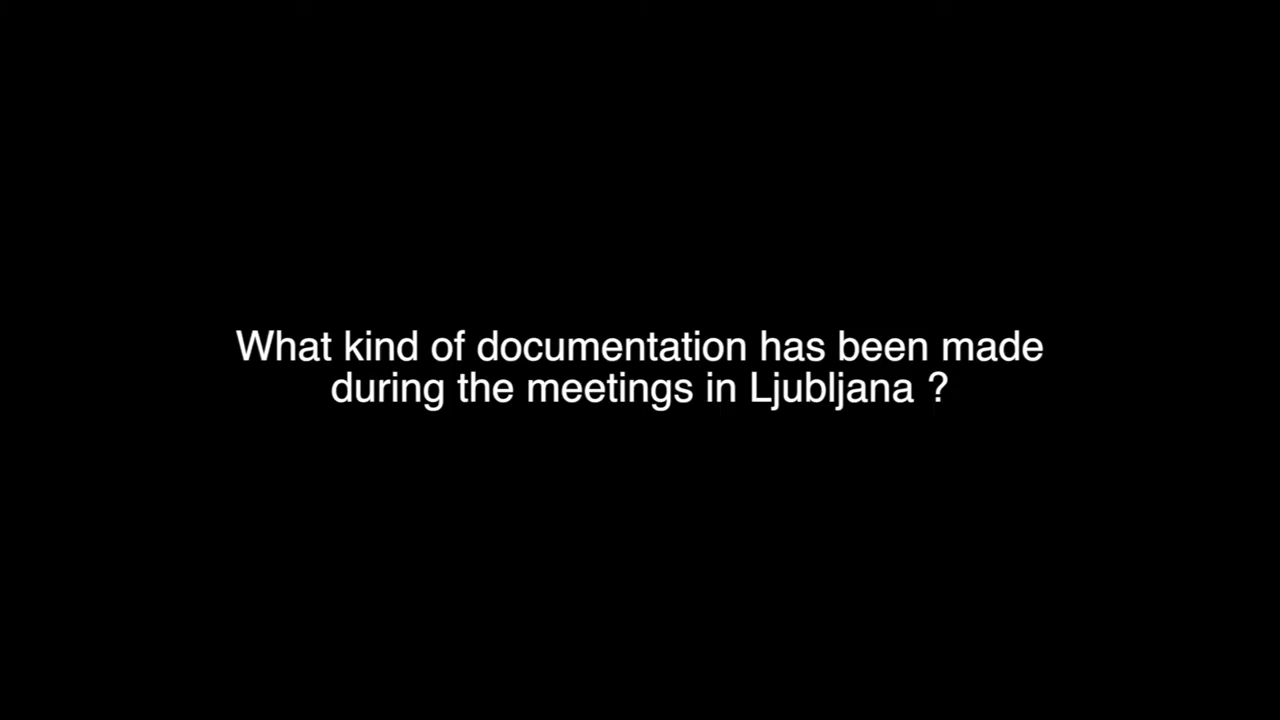 What kind of documentation has been made
during the meetings in Ljubljana ?